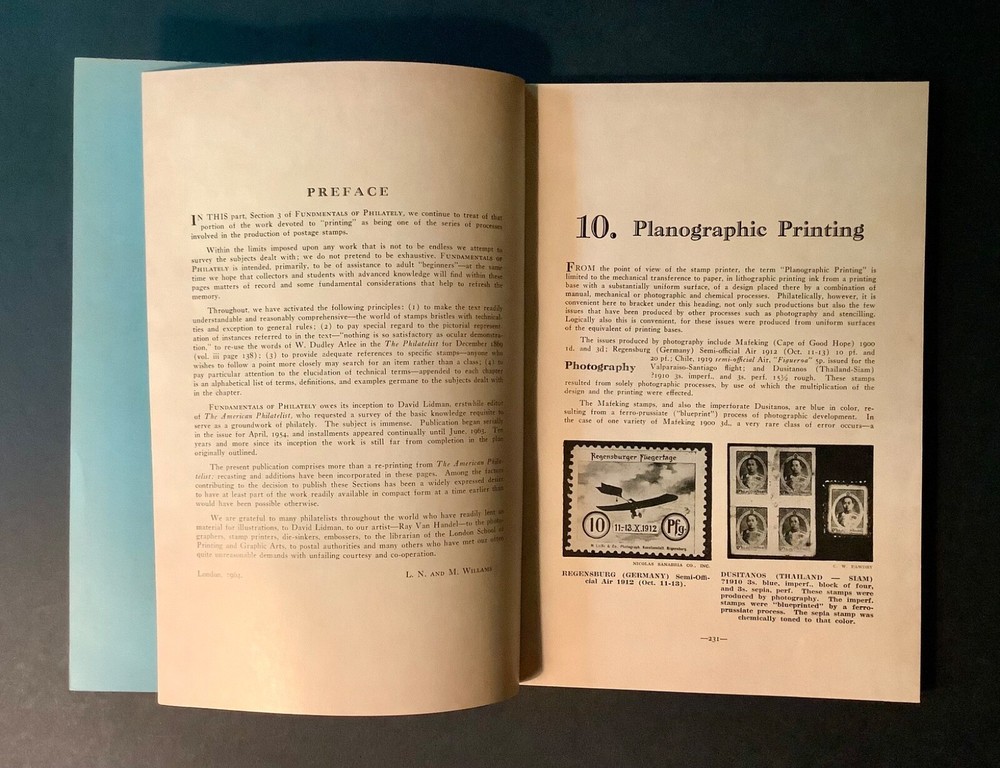 PREFACE
IN THIS part, Section 3 of FUNDMENTALS OF PHILATELY, we continue to treat of that
portion of the work devoted to "printing" as being one of the series of processes
involved in the production of postage stamps.
Within the limits imposed upon any work that is not to be endless we attempt to
survey the subjects dealt with; we do not pretend to be exhaustive. FUNDAMENTALS OF
PHILATELY is intended, primarily, to be of assistance to adult "beginners"—at the same
time we hope that collectors and students with advanced knowledge will find within these
pages matters of record and some fundamental considerations that help to refresh the
memory.
Throughout, we have activated the following principles: (1) to make the text readily
understandable and reasonably comprehensive—the world of stamps bristles with technicali-
ties and exception to general rules; (2) to pay special regard to the pictorial represent-
ation of instances referred to in the text—"nothing is so satisfactory as ocular demonstra-
tion," to re-use the words of W. Dudley Atlee in The Philatelist for December 1869
(vol. iii page 138); (3) to provide adequate references to specific stamps—anyone who
wishes to follow a point more closely may search for an item rather than a class; (4) to
pay particular attention to the elucidation of technical terms—appended to each chapter
is an alphabetical list of terms, definitions, and examples germane to the subjects dealt with
in the chapter.
FUNDAMENTALS OF PHILATELY owes its inception to David Lidman, erstwhile editor
of The American Philatelist, who requested a survey of the basic knowledge requisite to
serve as a groundwork of philately. The subject is immense. Publication began serially
in the issue for April, 1954, and installments appeared continually until June, 1963. Ten
years and more since its inception the work is still far from completion in the plan
originally outlined.
The present publication comprises more than a re-printing from The American Phila-
telist; recasting and additions have been incorporated in these pages. Among the factors
contributing to the decision to publish these Sections has been a widely expressed desire
to have at least part of the work readily available in compact form at a time earlier than
would have been possible otherwise.
We are grateful to many philatelists throughout the world who have readily lent us
material for illustrations, to David Lidman, to our artist—Ray Van Handel—to the photo-
graphers, stamp printers, die-sinkers, embossers, to the librarian of the London School of
Printing and Graphic Arts, to postal authorities and many others who have met our often
quite unreasonable demands with unfailing courtesy and co-operation.
London,
L. N. AND M. WILLIAMS
10. Planographic Printing
FROM the point of view of the stamp printer, the term "Planographic Printing" is
limited to the mechanical transference to paper, in lithographic printing ink from a printing
base with a substantially uniform surface, of a design placed there by a combination of
manual, mechanical or photographic and chemical processes. Philatelically, however, it is
convenient here to bracket under this heading, not only such productions but also the few
issues that have been produced by other processes such as photography and stencilling.
Logically also this is convenient, for these issues were produced from uniform surfaces
of the equivalent of printing bases.
The issues produced by photography include Mafeking (Cape of Good Hope) 1900
1d. and 3d; Regensburg (Germany) Semi-official Air 1912 (Oct. 11-13) 10 pf. and
20 pf.; Chile, 1919 semi-official Air, "Figueroa" 5p. issued for the
Photography Valparaiso-Santiago flight; and Dusitanos (Thailand-Siam)
?1910 3s. imperf., and 3s. perf. 15½ rough. These stamps
resulted from solely photographic processes, by use of which the multiplication of the
design and the printing were effected.
The Mafeking stamps, and also the imperforate Dusitanos, are blue in color, re-
sulting from a ferro-prussiate ("blueprint") process of photographic development. In
the case of one variety of Mafeking 1900 3d., a very rare class of error occurs—a
Regensburger Fliegertage
10 11-13.X.1912 Pfg
NICOLAS SANABRIA CO., INC.
REGENSBURG (GERMANY) Semi-Offi-
cial Air 1912 (Oct. 11-13).
DUSITANOS (THAILAND — SIAM)
?1910 3s. blue, imperf., block of four,
and 3s. sepia, perf. These stamps were
produced by photography. The imperf.
stamps were "blueprinted" by a ferro-
prussiate process. The sepia stamp was
chemically toned to that color.
—231—